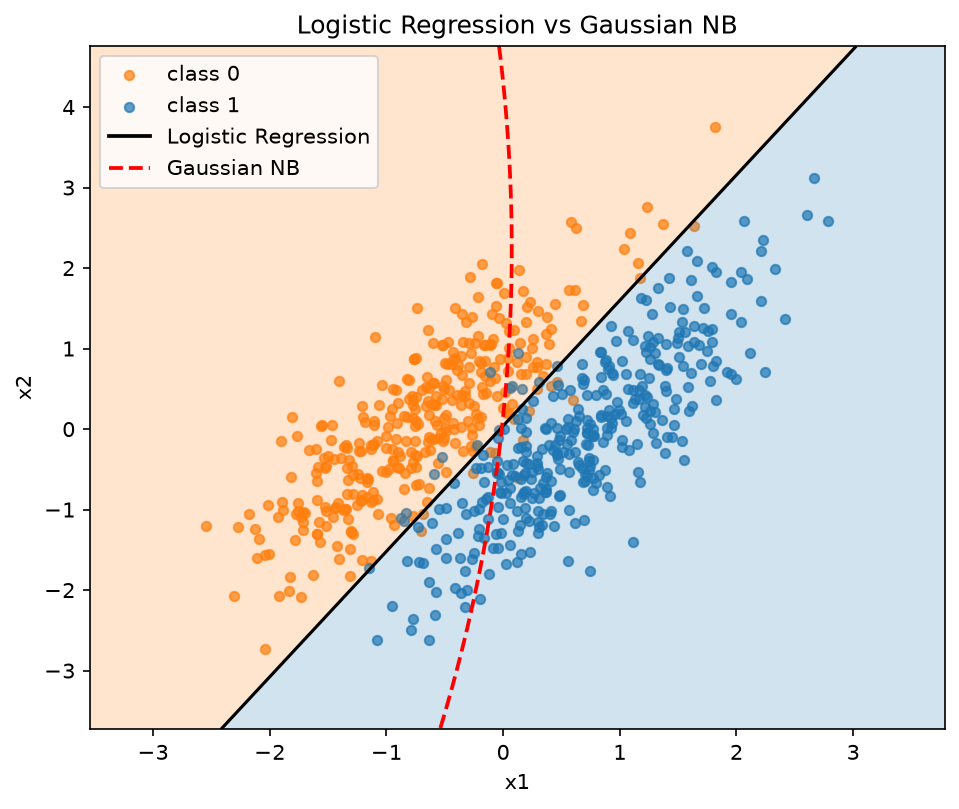 Logistic Regression vs Gaussian NB
class 0
class 1
Logistic Regression
Gaussian NB
x2
4
3
2
1
0
−1
−2
−3
−3
−2
−1
0
1
2
3
x1